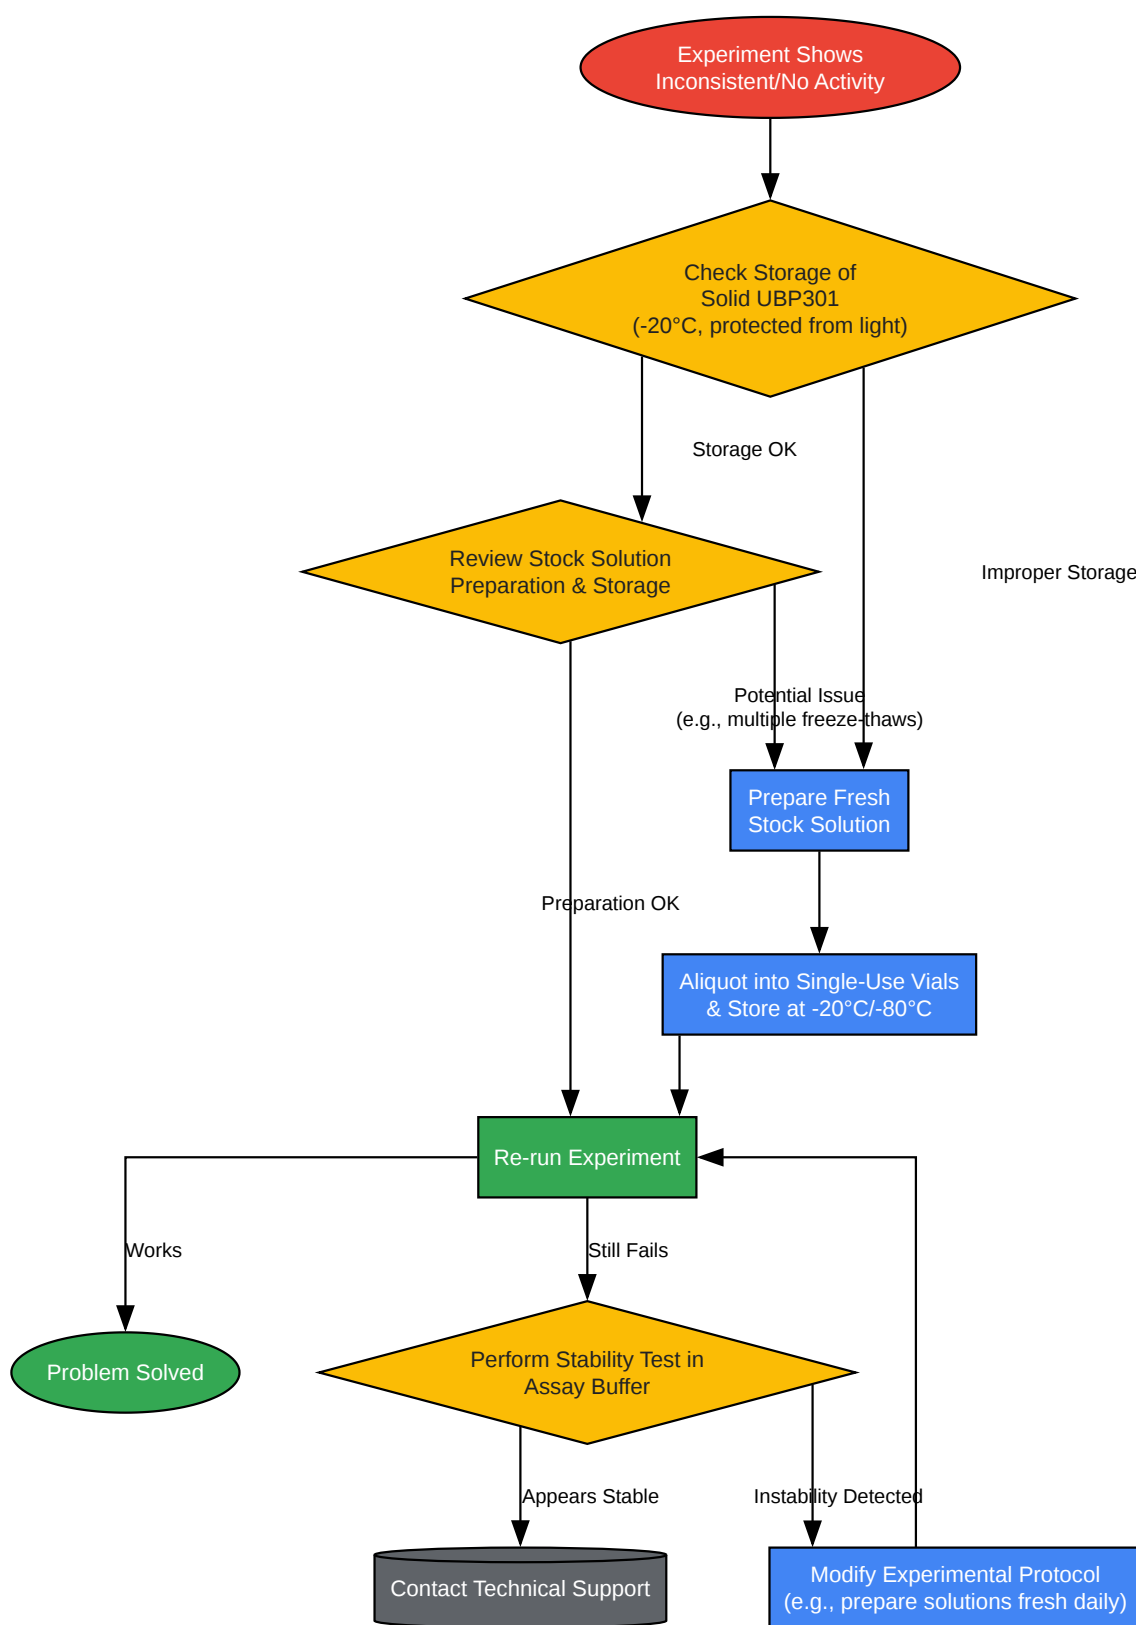 Experiment Shows
Inconsistent/No Activity
Check Storage of
Solid UBP301
(-20°C, protected from light)
Storage OK
Review Stock Solution
Preparation & Storage
Improper Storage
Potential Issue
(e.g., multiple freeze-thaws)
Prepare Fresh
Stock Solution
Preparation OK
Aliquot into Single-Use Vials
& Store at -20°C/-80°C
Re-run Experiment
Works
Still Fails
Problem Solved
Perform Stability Test in
Assay Buffer
Appears Stable
Instability Detected
Contact Technical Support
Modify Experimental Protocol
(e.g., prepare solutions fresh daily)